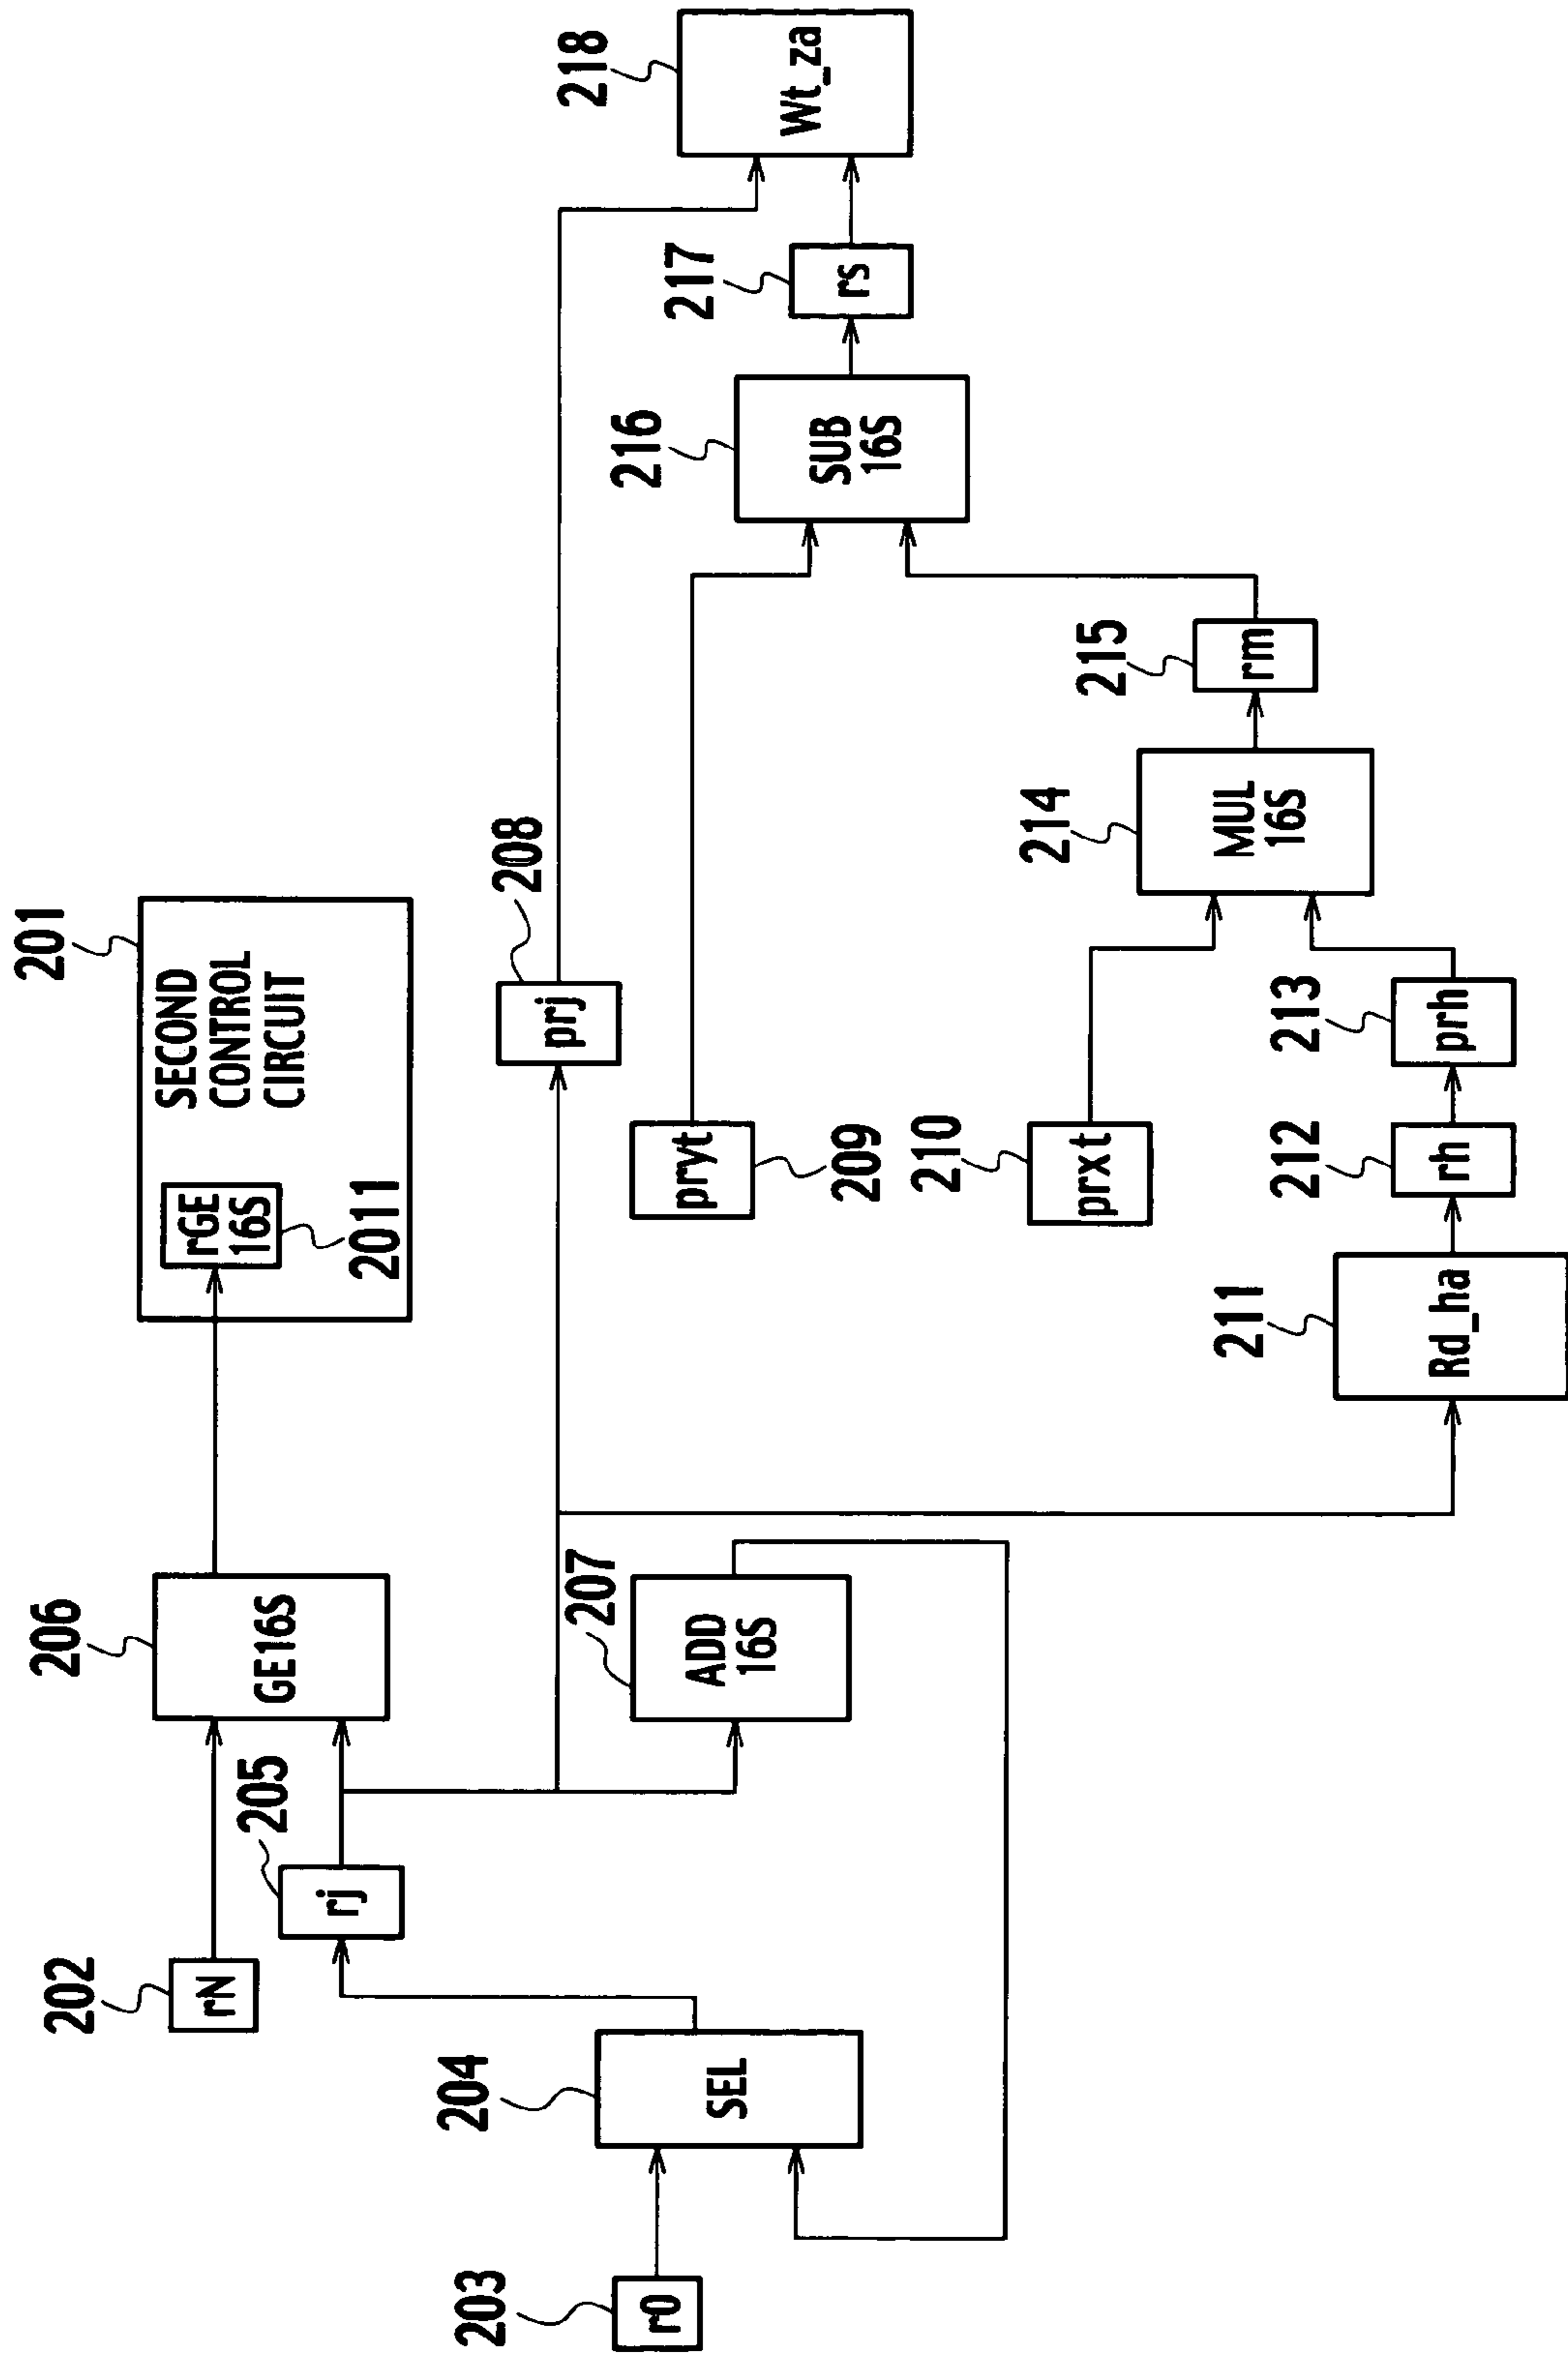 201
SECOND
CONTROL
CIRCUIT
rGE
16S
2011
206
GE16S
202
rN
205
rj
204
SEL
203
r0
207
ADD
16S
208
prj
pryt
209
210
prxt
211
Rd_ha
212
rh
213
prh
214
MUL
16S
215
rm
216
SUB
16S
217
rs
218
Wt_za